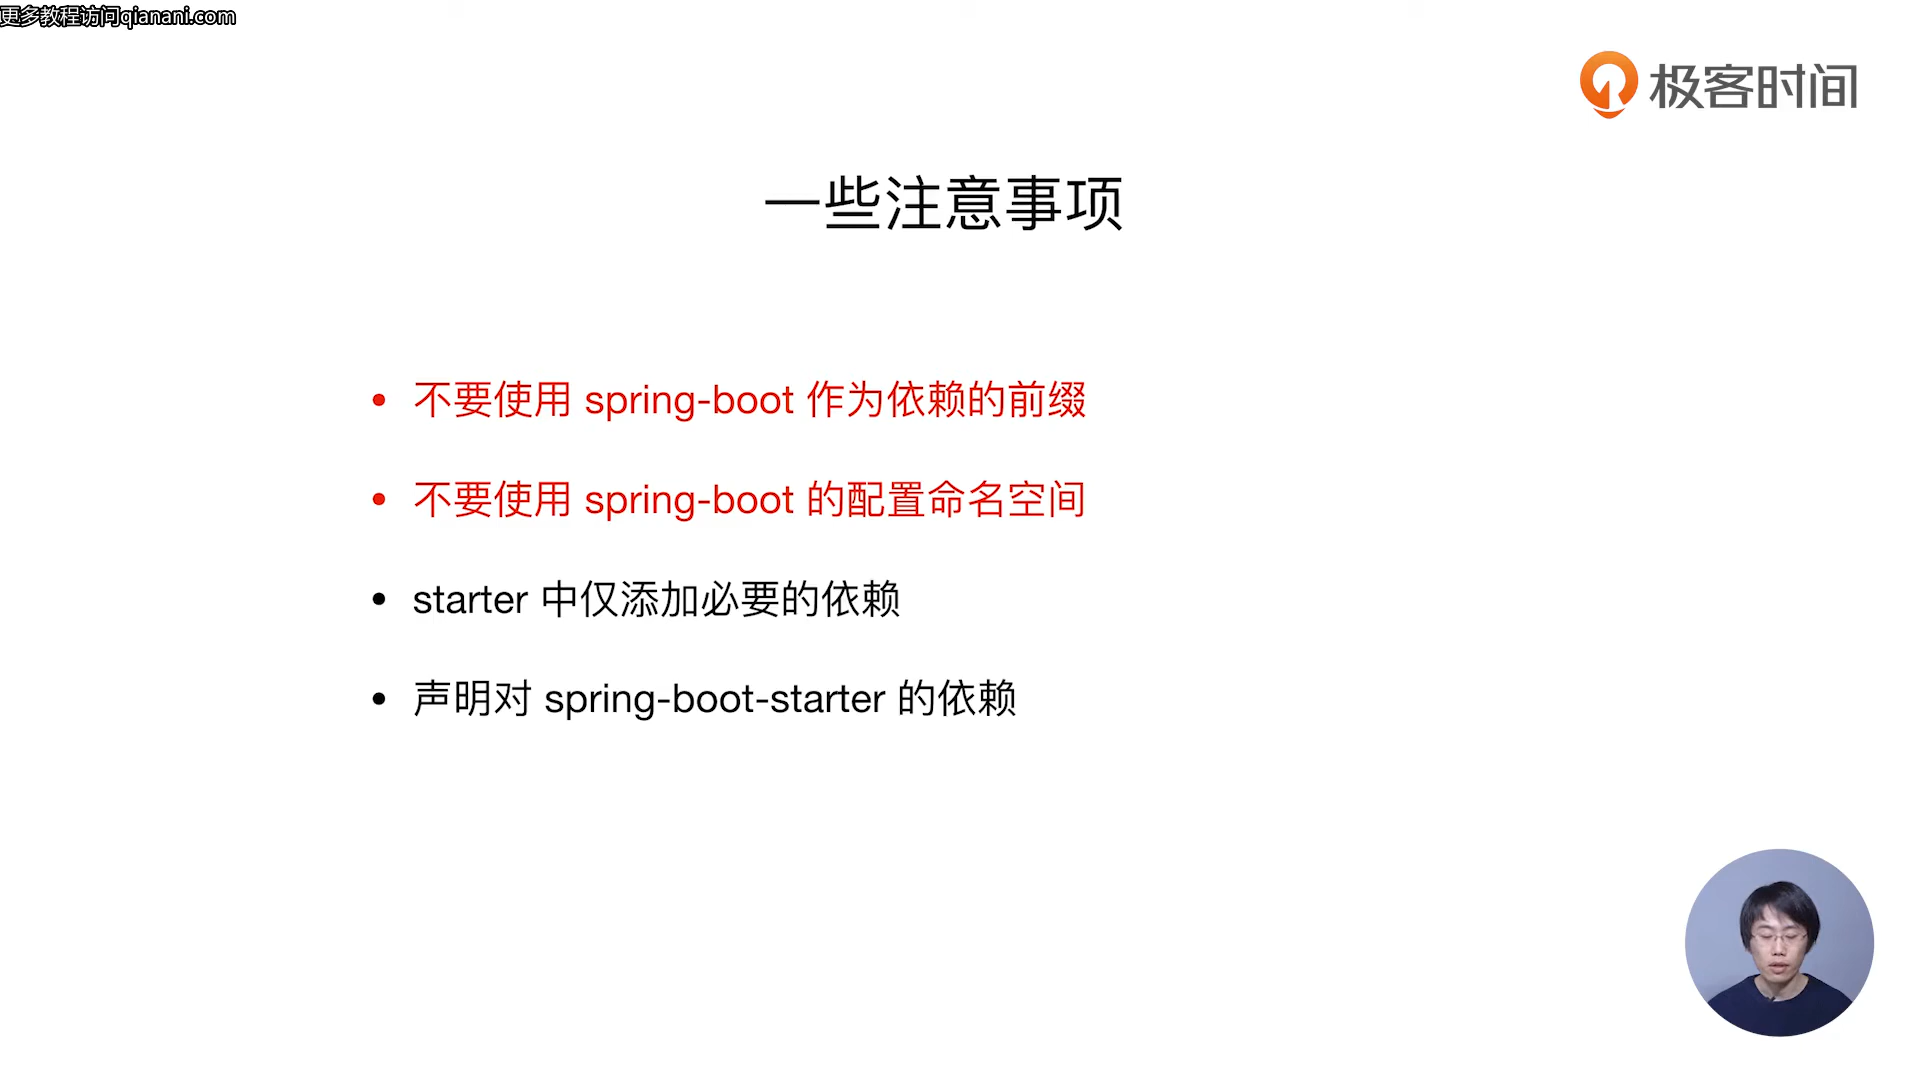 更多教程访问qianani.com
极客时间
一些注意事项
• 不要使用 spring-boot 作为依赖的前缀
• 不要使用 spring-boot 的配置命名空间
• starter 中仅添加必要的依赖
• 声明对 spring-boot-starter 的依赖